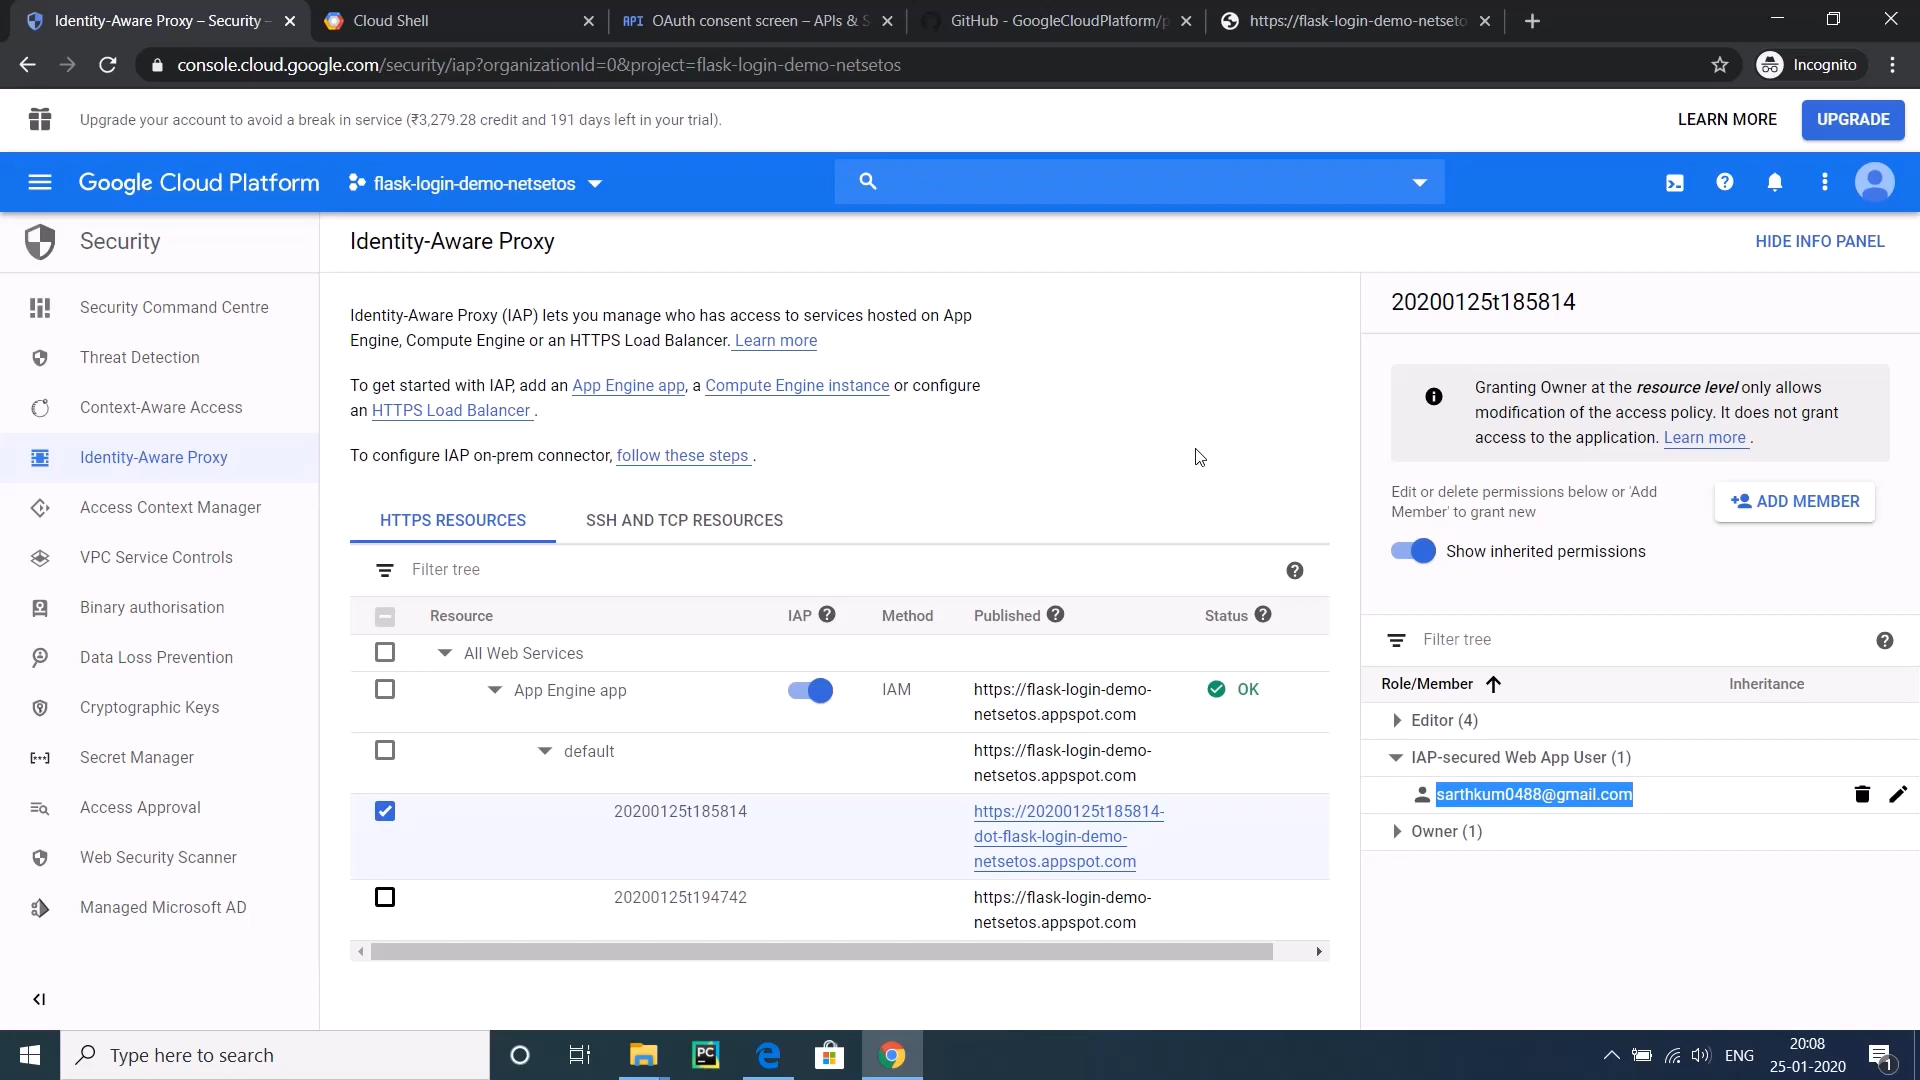 Identity-Aware Proxy – Security –
Cloud Shell
API OAuth consent screen – APIs & S
GitHub - GoogleCloudPlatform/p
https://flask-login-demo-netseto
console.cloud.google.com/security/iap?organizationId=0&project=flask-login-demo-netsetos
Incognito
Upgrade your account to avoid a break in service (₹3,279.28 credit and 191 days left in your trial).
LEARN MORE
UPGRADE
Google Cloud Platform
flask-login-demo-netsetos
Security
Identity-Aware Proxy
HIDE INFO PANEL
Security Command Centre
Threat Detection
Context-Aware Access
Identity-Aware Proxy
Access Context Manager
VPC Service Controls
Binary authorisation
Data Loss Prevention
Cryptographic Keys
Secret Manager
Access Approval
Web Security Scanner
Managed Microsoft AD
Identity-Aware Proxy (IAP) lets you manage who has access to services hosted on App
Engine, Compute Engine or an HTTPS Load Balancer. Learn more
To get started with IAP, add an App Engine app, a Compute Engine instance or configure
an HTTPS Load Balancer .
To configure IAP on-prem connector, follow these steps .
HTTPS RESOURCES
SSH AND TCP RESOURCES
Filter tree
Resource IAP Method Published Status
All Web Services
App Engine app IAM https://flask-login-demo- OK
netsetos.appspot.com
default https://flask-login-demo-
netsetos.appspot.com
20200125t185814 https://20200125t185814-
dot-flask-login-demo-
netsetos.appspot.com
20200125t194742 https://flask-login-demo-
netsetos.appspot.com
20200125t185814
Granting Owner at the resource level only allows
modification of the access policy. It does not grant
access to the application. Learn more .
Edit or delete permissions below or 'Add
Member' to grant new
ADD MEMBER
Show inherited permissions
Filter tree
Role/Member Inheritance
Editor (4)
IAP-secured Web App User (1)
sarthkum0488@gmail.com
Owner (1)
Type here to search
PC
ENG
20:08
25-01-2020
1